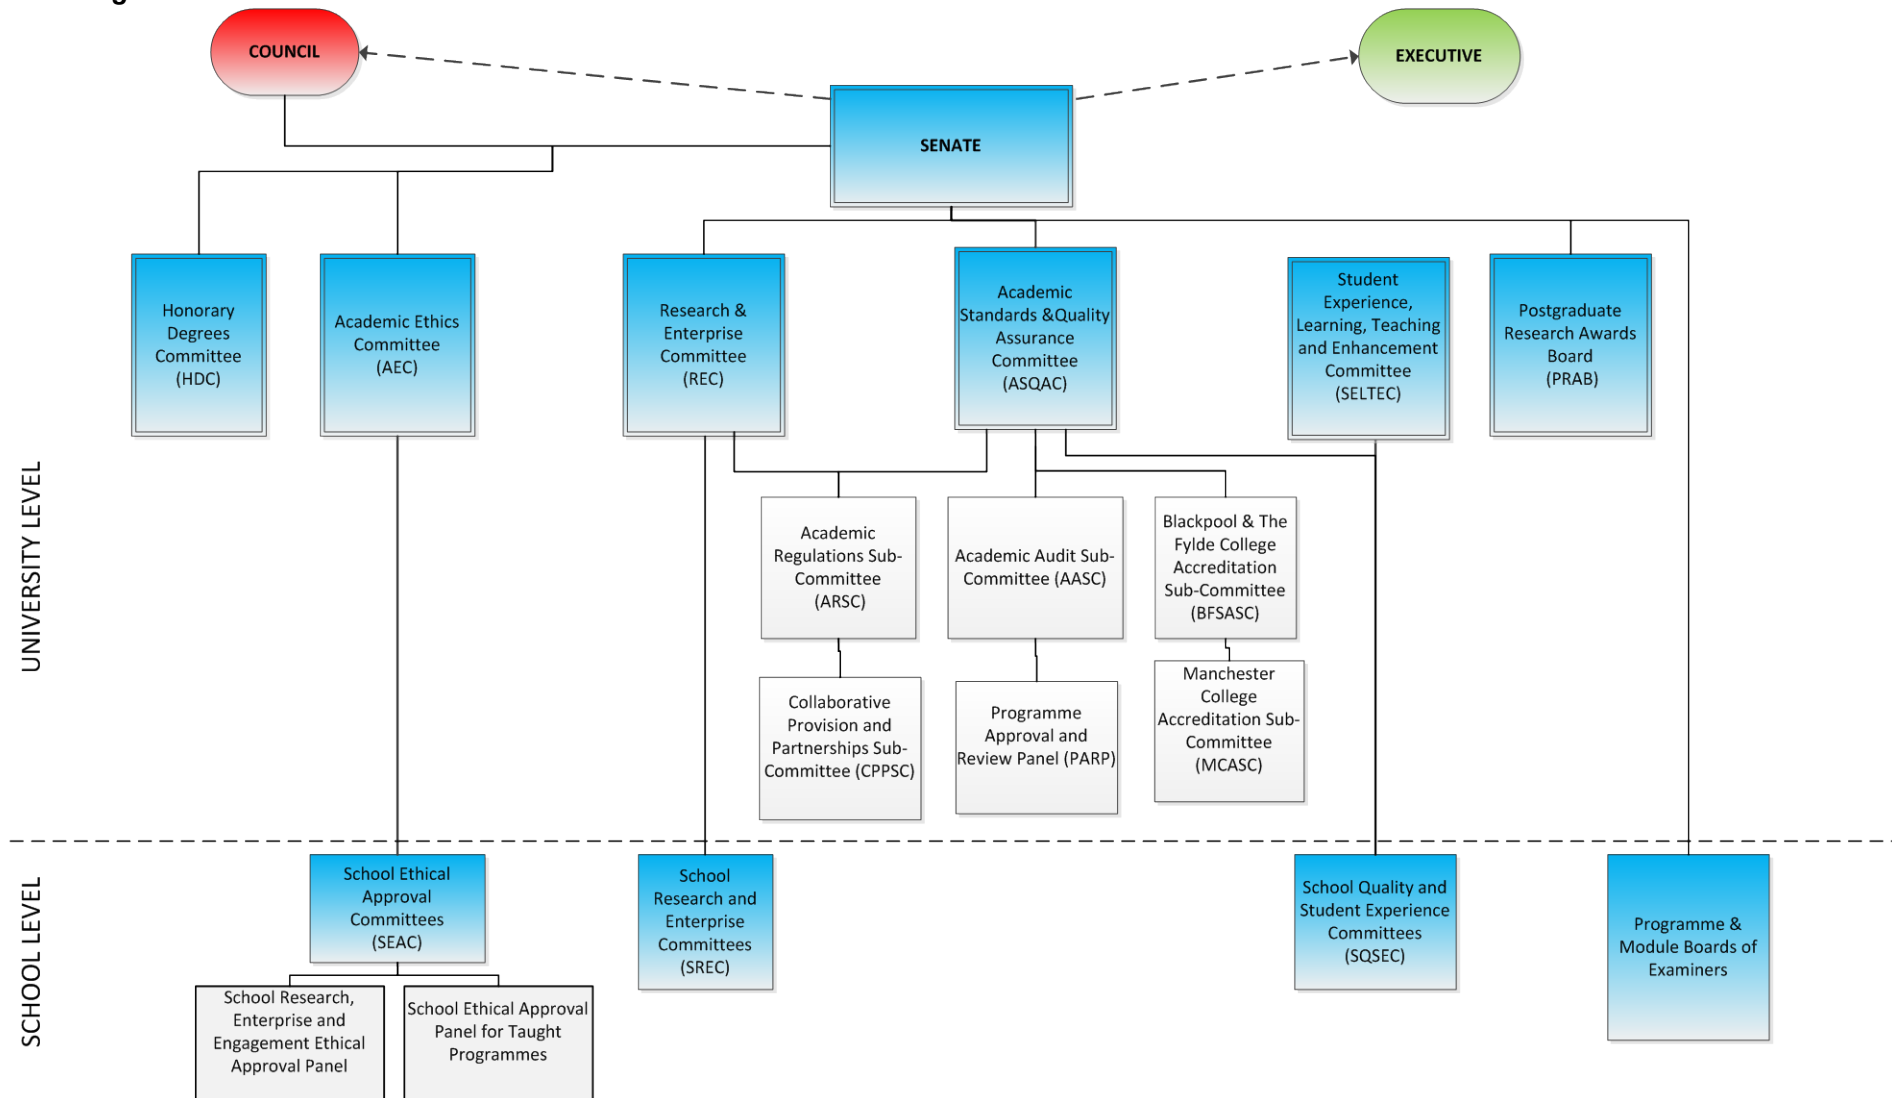 g
COUNCIL
EXECUTIVE
SENATE
Honorary
Degrees
Committee
(HDC)
Academic Ethics
Committee
(AEC)
Research &
Enterprise
Committee
(REC)
Academic
Standards &Quality
Assurance
Committee
(ASQAC)
Student
Experience,
Learning, Teaching
and Enhancement
Committee
(SELTEC)
Postgraduate
Research Awards
Board
(PRAB)
UNIVERSITY LEVEL
Academic
Regulations Sub-
Committee
(ARSC)
Academic Audit Sub-
Committee (AASC)
Blackpool & The
Fylde College
Accreditation
Sub-Committee
(BFSASC)
Collaborative
Provision and
Partnerships Sub-
Committee (CPPSC)
Programme
Approval and
Review Panel (PARP)
Manchester
College
Accreditation Sub-
Committee
(MCASC)
SCHOOL LEVEL
School Ethical
Approval
Committees
(SEAC)
School
Research and
Enterprise
Committees
(SREC)
School Quality and
Student Experience
Committees
(SQSEC)
Programme &
Module Boards of
Examiners
School Research,
Enterprise and
Engagement Ethical
Approval Panel
School Ethical Approval
Panel for Taught
Programmes